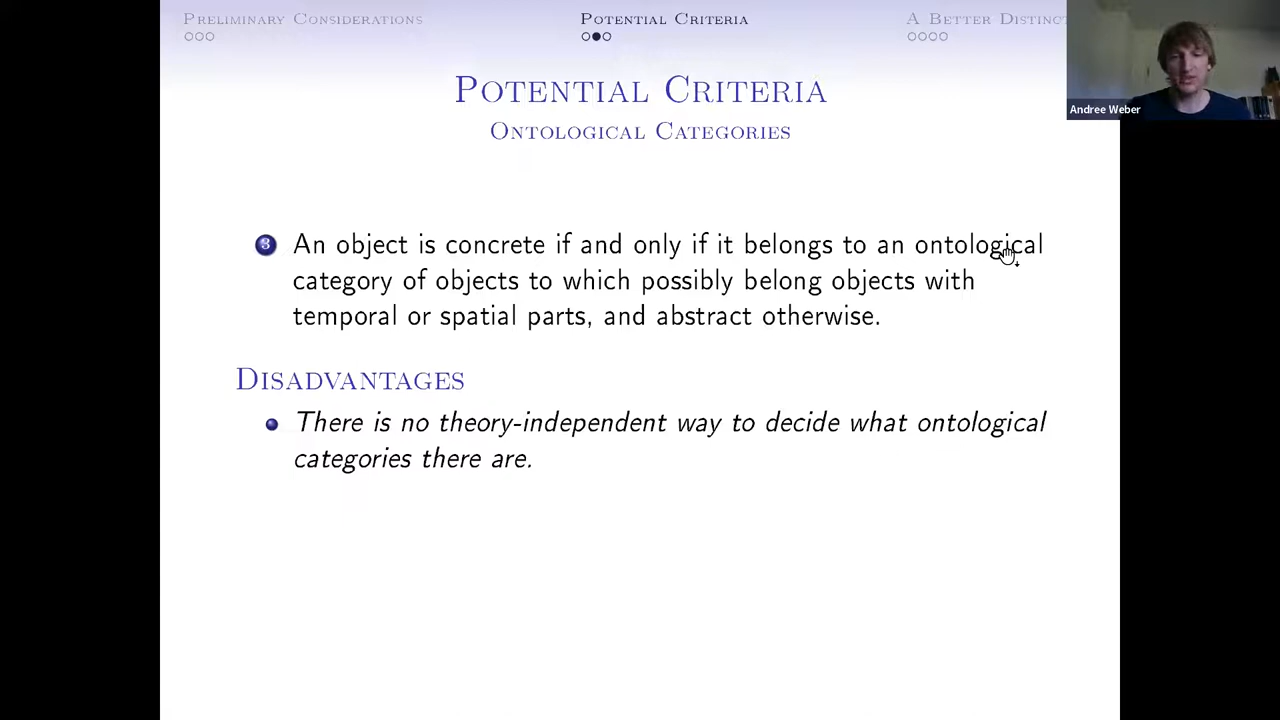 Preliminary Considerations
Potential Criteria
A Better Distinct
Andree Weber
Potential Criteria
Ontological Categories
3 An object is concrete if and only if it belongs to an ontological
category of objects to which possibly belong objects with
temporal or spatial parts, and abstract otherwise.
Disadvantages
There is no theory-independent way to decide what ontological
categories there are.